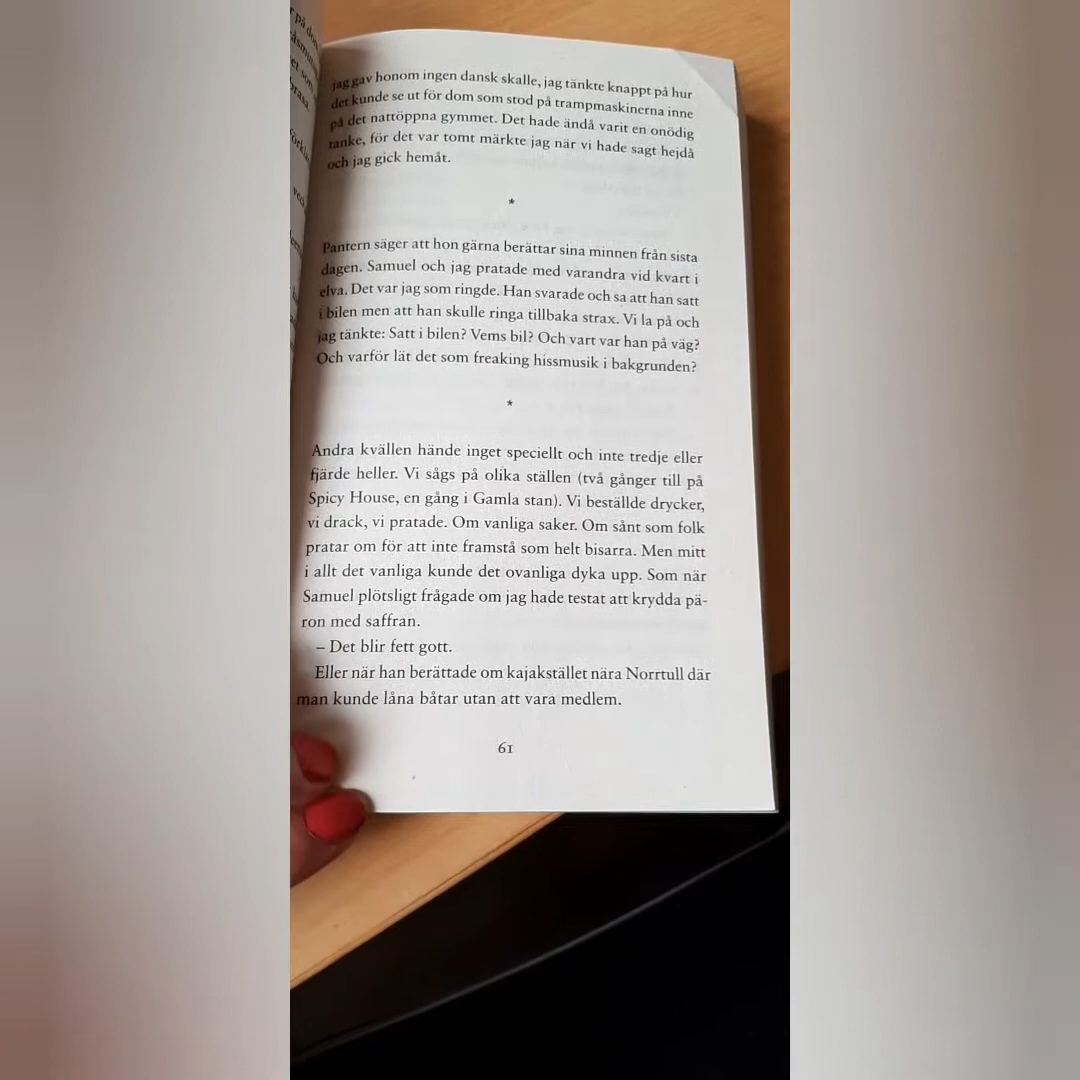 jag gav honom ingen dansk skalle, jag tänkte knappt på hur
det kunde se ut för dom som stod på trampmaskinerna inne
på det nattöppna gymmet. Det hade ändå varit en onödig
tanke, för det var tomt märkte jag när vi hade sagt hejdå
och jag gick hemåt.
*
Pantern säger att hon gärna berättar sina minnen från sista
dagen. Samuel och jag pratade med varandra vid kvart i
elva. Det var jag som ringde. Han svarade och sa att han satt
i bilen men att han skulle ringa tillbaka strax. Vi la på och
jag tänkte: Satt i bilen? Vems bil? Och vart var han på väg?
Och varför lät det som freaking hissmusik i bakgrunden?
*
Andra kvällen hände inget speciellt och inte tredje eller
fjärde heller. Vi sågs på olika ställen (två gånger till på
Spicy House, en gång i Gamla stan). Vi beställde drycker,
vi drack, vi pratade. Om vanliga saker. Om sånt som folk
pratar om för att inte framstå som helt bisarra. Men mitt
i allt det vanliga kunde det ovanliga dyka upp. Som när
Samuel plötsligt frågade om jag hade testat att krydda pä-
ron med saffran.
– Det blir fett gott.
Eller när han berättade om kajakstället nära Norrtull där
man kunde låna båtar utan att vara medlem.
61